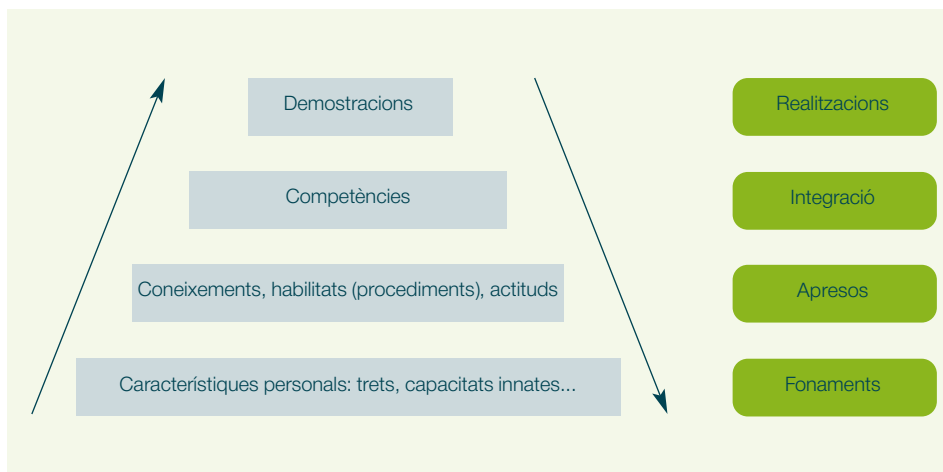 Demostracions
Realitzacions
Competències
Integració
Coneixements, habilitats (procediments), actituds
Apresos
Característiques personals: trets, capacitats innates...
Fonaments